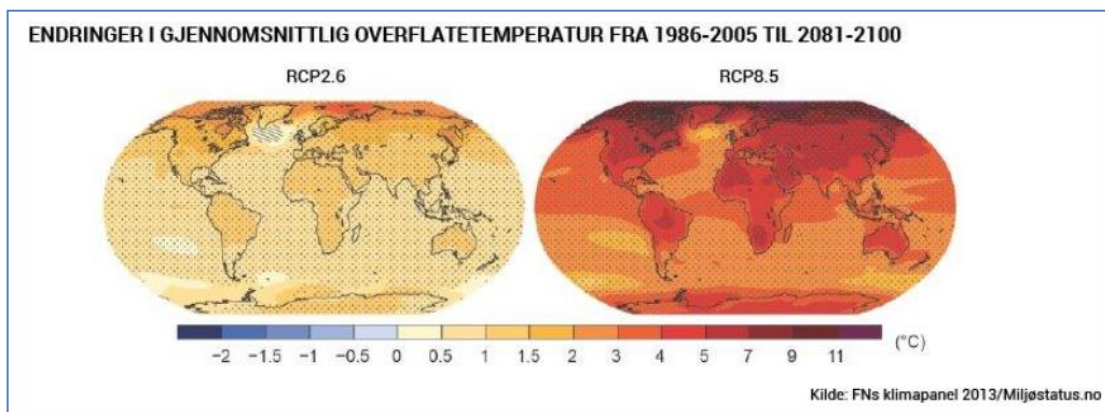 ENDRINGER I GJENNOMSNITTLIG OVERFLATETEMPERATUR FRA 1986-2005 TIL 2081-2100
RCP2.6 RCP8.5
−2 −1.5 −1 −0.5 0 0.5 1 1.5 2 3 4 5 7 9 11 (°C)
Kilde: FNs klimapanel 2013/Miljøstatus.no